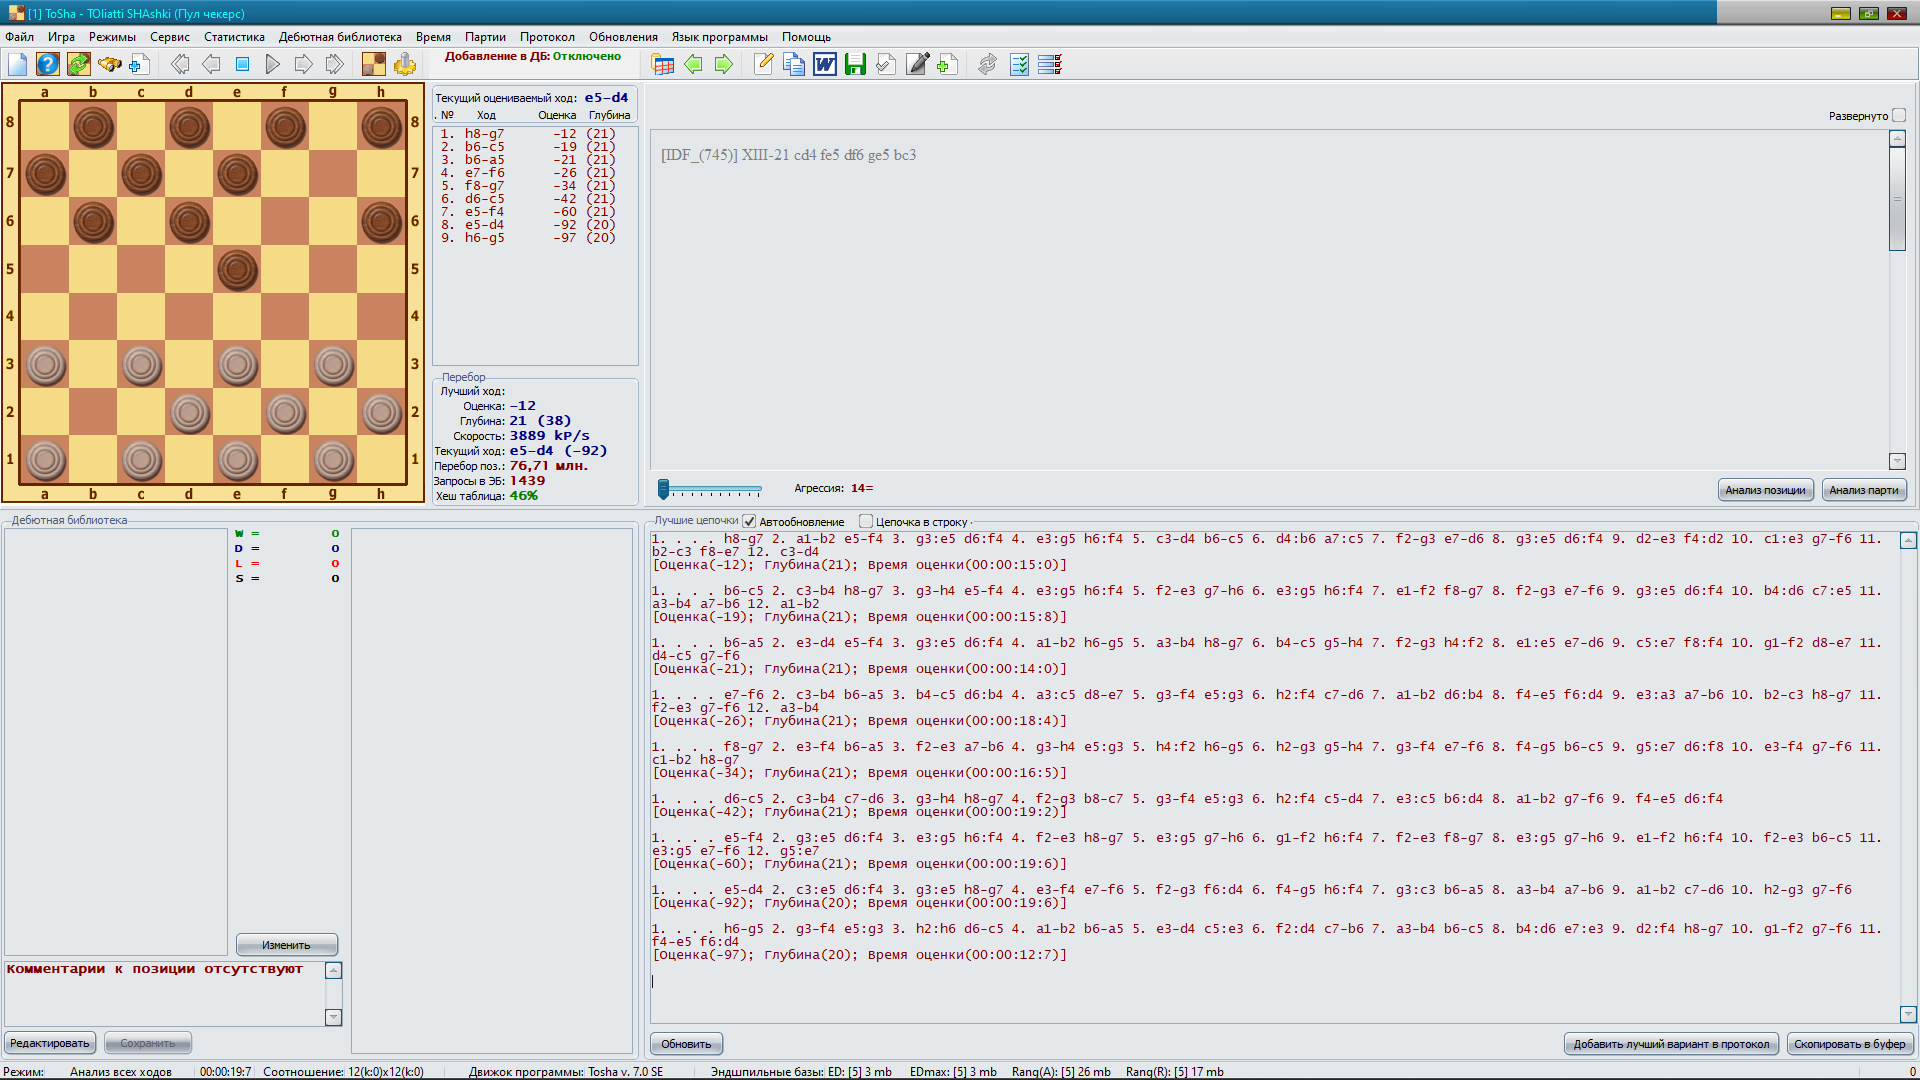 [1] ToSha - TOliatti SHAshki (Пул чекерс)
Файл Игра Режимы Сервис Статистика Дебютная библиотека Время Партии Протокол Обновления Язык программы Помощь
Добавление в ДБ: Отключено
a b c d e f g h
8 8
7 7
6 6
5 5
4 4
3 3
2 2
1 1
a b c d e f g h
Текущий оцениваемый ход: e5-d4
. № Ход Оценка Глубина
1. h8-g7 -12 (21)
2. b6-c5 -19 (21)
3. b6-a5 -21 (21)
4. e7-f6 -26 (21)
5. f8-g7 -34 (21)
6. d6-c5 -42 (21)
7. e5-f4 -60 (21)
8. e5-d4 -92 (20)
9. h6-g5 -97 (20)
Перебор
Лучший ход:
Оценка: -12
Глубина: 21 (38)
Скорость: 3889 kP/s
Текущий ход: e5-d4 (-92)
Перебор поз.: 76,71 млн.
Запросы в ЭБ: 1439
Хеш таблица: 46%
Развернуто
[IDF_(745)] XIII-21 cd4 fe5 df6 ge5 bc3
Агрессия: 14=
Анализ позиции Анализ парти
Дебютная библиотека
W = 0
D = 0
L = 0
S = 0
Изменить
Комментарии к позиции отсутствуют
Редактировать Сохранить
Лучшие цепочки Автообновление Цепочка в строку .
1. . . . h8-g7 2. a1-b2 e5-f4 3. g3:e5 d6:f4 4. e3:g5 h6:f4 5. c3-d4 b6-c5 6. d4:b6 a7:c5 7. f2-g3 e7-d6 8. g3:e5 d6:f4 9. d2-e3 f4:d2 10. c1:e3 g7-f6 11.
b2-c3 f8-e7 12. c3-d4
[Оценка(-12); Глубина(21); Время оценки(00:00:15:0)]
1. . . . b6-c5 2. c3-b4 h8-g7 3. g3-h4 e5-f4 4. e3:g5 h6:f4 5. f2-e3 g7-h6 6. e3:g5 h6:f4 7. e1-f2 f8-g7 8. f2-g3 e7-f6 9. g3:e5 d6:f4 10. b4:d6 c7:e5 11.
a3-b4 a7-b6 12. a1-b2
[Оценка(-19); Глубина(21); Время оценки(00:00:15:8)]
1. . . . b6-a5 2. e3-d4 e5-f4 3. g3:e5 d6:f4 4. a1-b2 h6-g5 5. a3-b4 h8-g7 6. b4-c5 g5-h4 7. f2-g3 h4:f2 8. e1:e5 e7-d6 9. c5:e7 f8:f4 10. g1-f2 d8-e7 11.
d4-c5 g7-f6
[Оценка(-21); Глубина(21); Время оценки(00:00:14:0)]
1. . . . e7-f6 2. c3-b4 b6-a5 3. b4-c5 d6:b4 4. a3:c5 d8-e7 5. g3-f4 e5:g3 6. h2:f4 c7-d6 7. a1-b2 d6:b4 8. f4-e5 f6:d4 9. e3:a3 a7-b6 10. b2-c3 h8-g7 11.
f2-e3 g7-f6 12. a3-b4
[Оценка(-26); Глубина(21); Время оценки(00:00:18:4)]
1. . . . f8-g7 2. e3-f4 b6-a5 3. f2-e3 a7-b6 4. g3-h4 e5:g3 5. h4:f2 h6-g5 6. h2-g3 g5-h4 7. g3-f4 e7-f6 8. f4-g5 b6-c5 9. g5:e7 d6:f8 10. e3-f4 g7-f6 11.
c1-b2 h8-g7
[Оценка(-34); Глубина(21); Время оценки(00:00:16:5)]
1. . . . d6-c5 2. c3-b4 c7-d6 3. g3-h4 h8-g7 4. f2-g3 b8-c7 5. g3-f4 e5:g3 6. h2:f4 c5-d4 7. e3:c5 b6:d4 8. a1-b2 g7-f6 9. f4-e5 d6:f4
[Оценка(-42); Глубина(21); Время оценки(00:00:19:2)]
1. . . . e5-f4 2. g3:e5 d6:f4 3. e3:g5 h6:f4 4. f2-e3 h8-g7 5. e3:g5 g7-h6 6. g1-f2 h6:f4 7. f2-e3 f8-g7 8. e3:g5 g7-h6 9. e1-f2 h6:f4 10. f2-e3 b6-c5 11.
e3:g5 e7-f6 12. g5:e7
[Оценка(-60); Глубина(21); Время оценки(00:00:19:6)]
1. . . . e5-d4 2. c3:e5 d6:f4 3. g3:e5 h8-g7 4. e3-f4 e7-f6 5. f2-g3 f6:d4 6. f4-g5 h6:f4 7. g3:c3 b6-a5 8. a3-b4 a7-b6 9. a1-b2 c7-d6 10. h2-g3 g7-f6
[Оценка(-92); Глубина(20); Время оценки(00:00:19:6)]
1. . . . h6-g5 2. g3-f4 e5:g3 3. h2:h6 d6-c5 4. a1-b2 b6-a5 5. e3-d4 c5:e3 6. f2:d4 c7-b6 7. a3-b4 b6-c5 8. b4:d6 e7:e3 9. d2:f4 h8-g7 10. g1-f2 g7-f6 11.
f4-e5 f6:d4
[Оценка(-97); Глубина(20); Время оценки(00:00:12:7)]
Обновить Добавить лучший вариант в протокол Скопировать в буфер
Режим: Анализ всех ходов 00:00:19:7 Соотношение: 12(k:0)x12(k:0) Движок программы: Tosha v. 7.0 SE Эндшпильные базы: ED: [5] 3 mb EDmax: [5] 3 mb Rang(A): [5] 26 mb Rang(R): [5] 17 mb 0